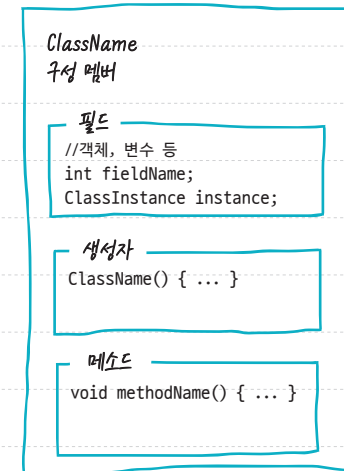 ClassName
구성 멤버
필드
//객체, 변수 등
int fieldName;
ClassInstance instance;
생성자
ClassName() { ... }
메소드
void methodName() { ... }